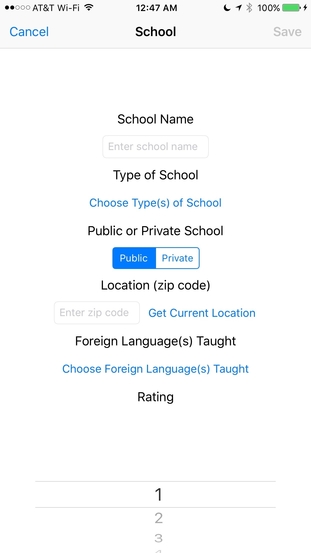 AT&T Wi-Fi 12:47 AM 100%
Cancel School Save
School Name
Enter school name
Type of School
Choose Type(s) of School
Public or Private School
Public Private
Location (zip code)
Enter zip code Get Current Location
Foreign Language(s) Taught
Choose Foreign Language(s) Taught
Rating
1
2
3